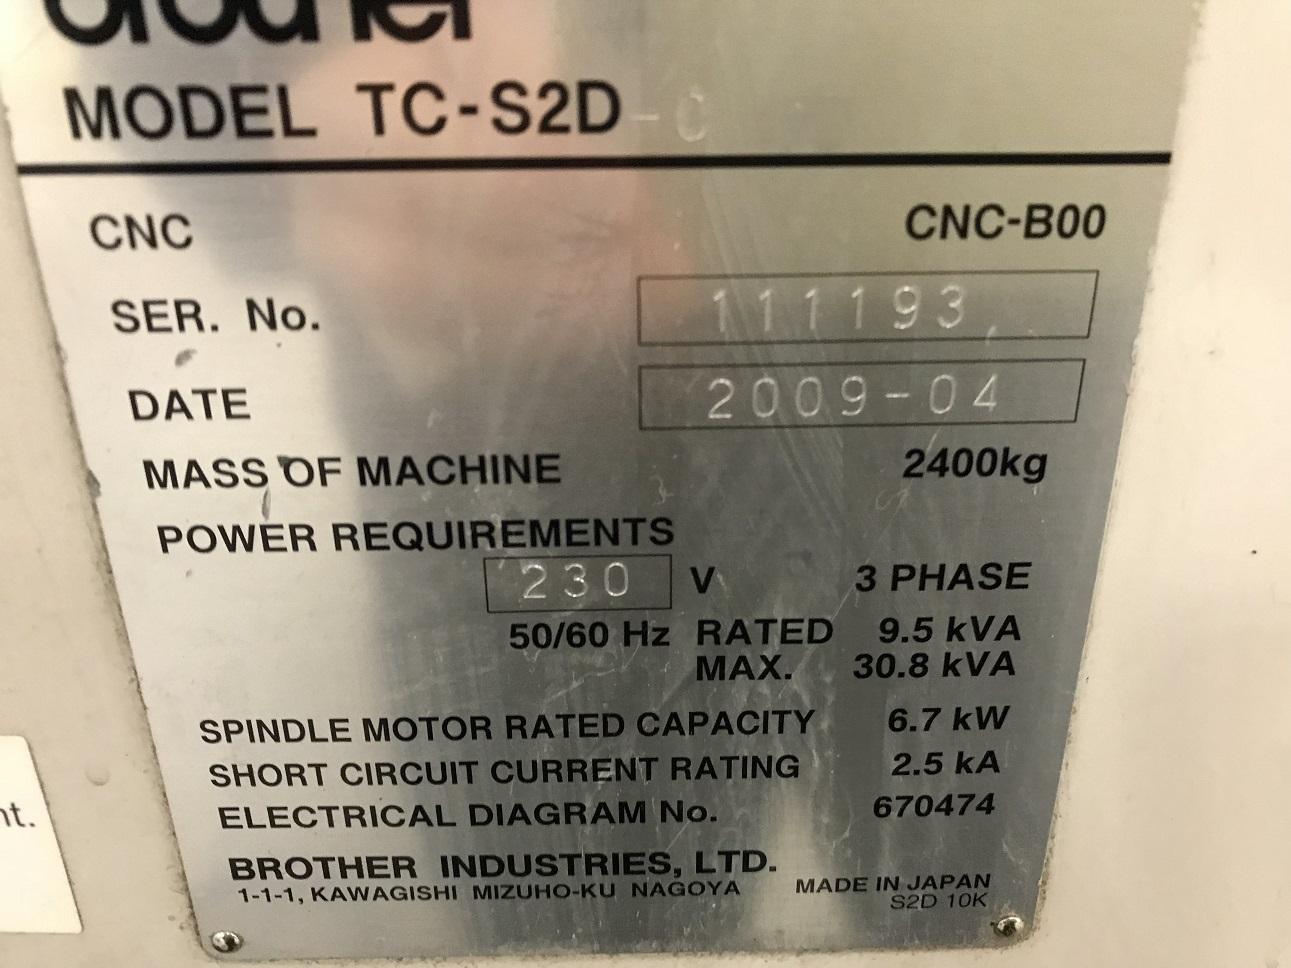 brother
MODEL TC-S2D-C
CNC CNC-B00
SER. No. 111193
DATE 2009-04
MASS OF MACHINE 2400kg
POWER REQUIREMENTS
230 V 3 PHASE
50/60 Hz RATED 9.5 kVA
MAX. 30.8 kVA
SPINDLE MOTOR RATED CAPACITY 6.7 kW
SHORT CIRCUIT CURRENT RATING 2.5 kA
ELECTRICAL DIAGRAM No. 670474
BROTHER INDUSTRIES, LTD.
1-1-1, KAWAGISHI MIZUHO-KU NAGOYA MADE IN JAPAN
S2D 10K